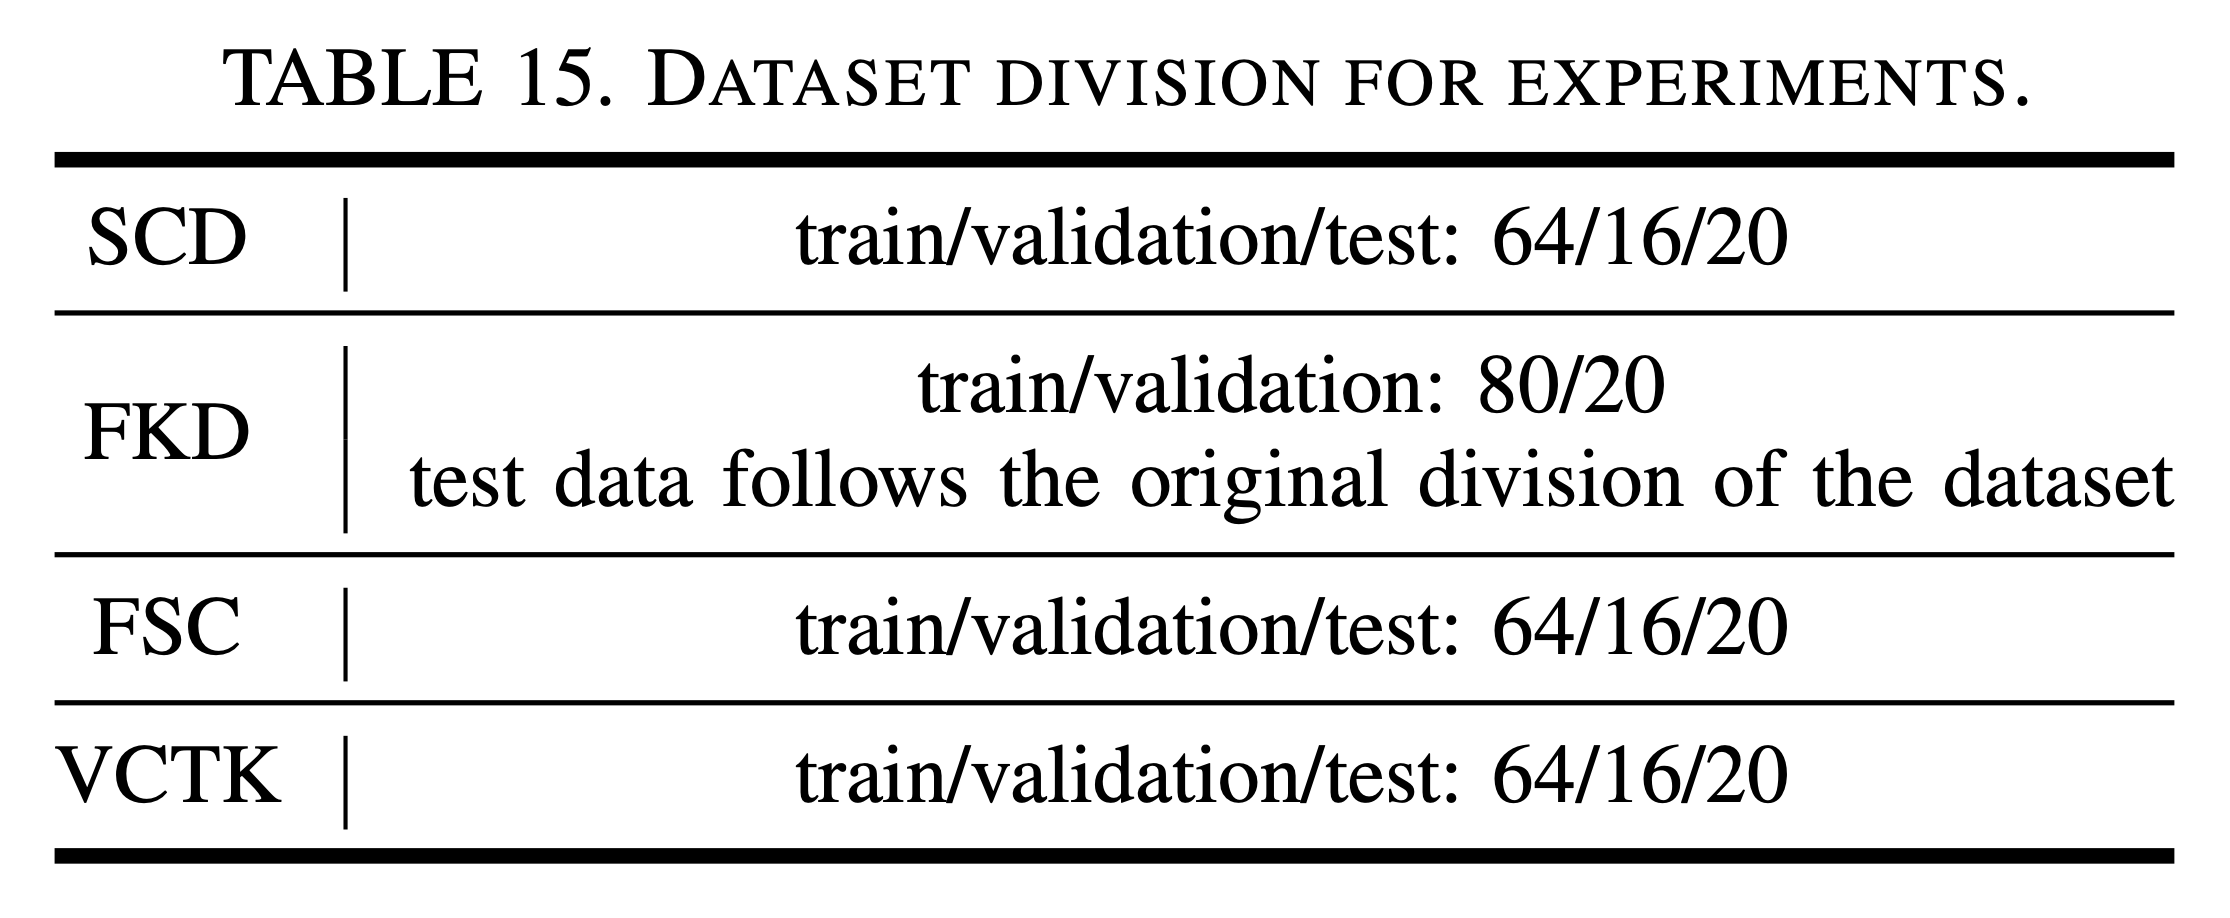 TABLE 15. DATASET DIVISION FOR EXPERIMENTS.
SCD train/validation/test: 64/16/20
FKD train/validation: 80/20
test data follows the original division of the dataset
FSC train/validation/test: 64/16/20
VCTK train/validation/test: 64/16/20